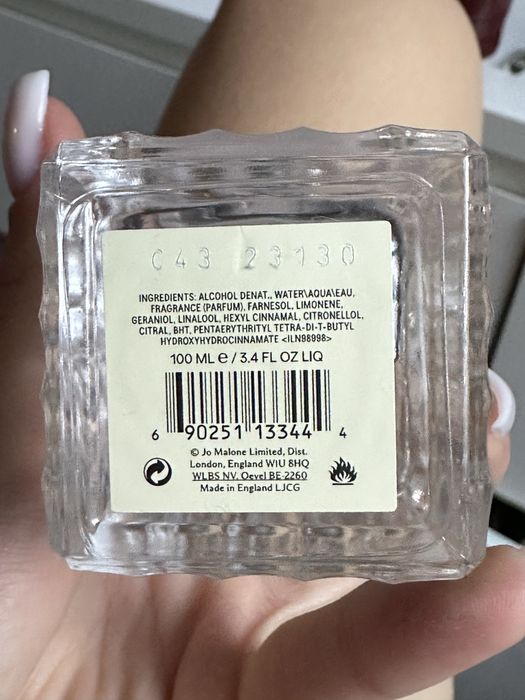 C43 23130
INGREDIENTS: ALCOHOL DENAT., WATER\AQUA\EAU,
FRAGRANCE (PARFUM), FARNESOL, LIMONENE,
GERANIOL, LINALOOL, HEXYL CINNAMAL, CITRONELLOL,
CITRAL, BHT, PENTAERYTHRITYL TETRA-DI-T-BUTYL
HYDROXYHYDROCINNAMATE <ILN98998>
100 ML ℮ / 3.4 FL OZ LIQ
6 90251 13344 4
© Jo Malone Limited, Dist.
London, England W1U 8HQ
WLBS NV. Oevel BE-2260
Made in England LJCG